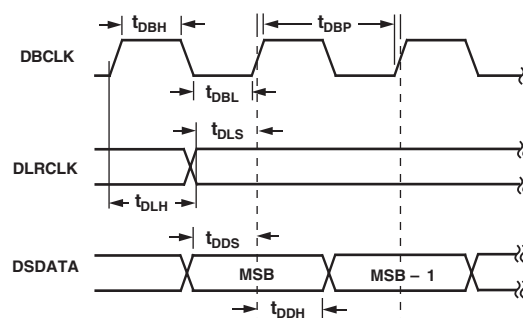 tDBH
tDBP
DBCLK
tDBL
tDLS
DLRCLK
tDLH
tDDS
DSDATA
MSB
MSB – 1
tDDH